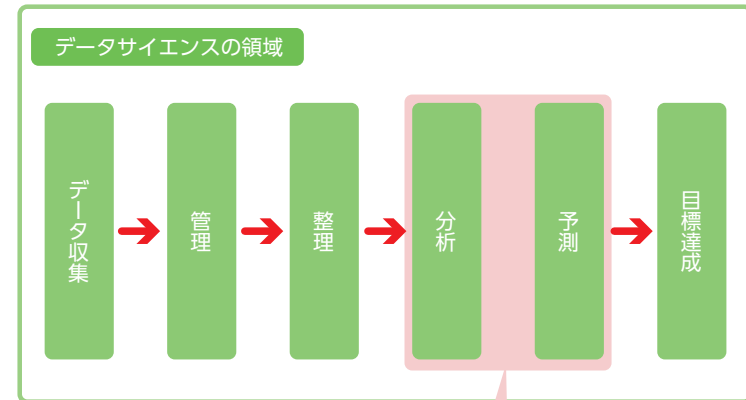 データサイエンスの領域
データ収集
管理
整理
分析
予測
目標達成